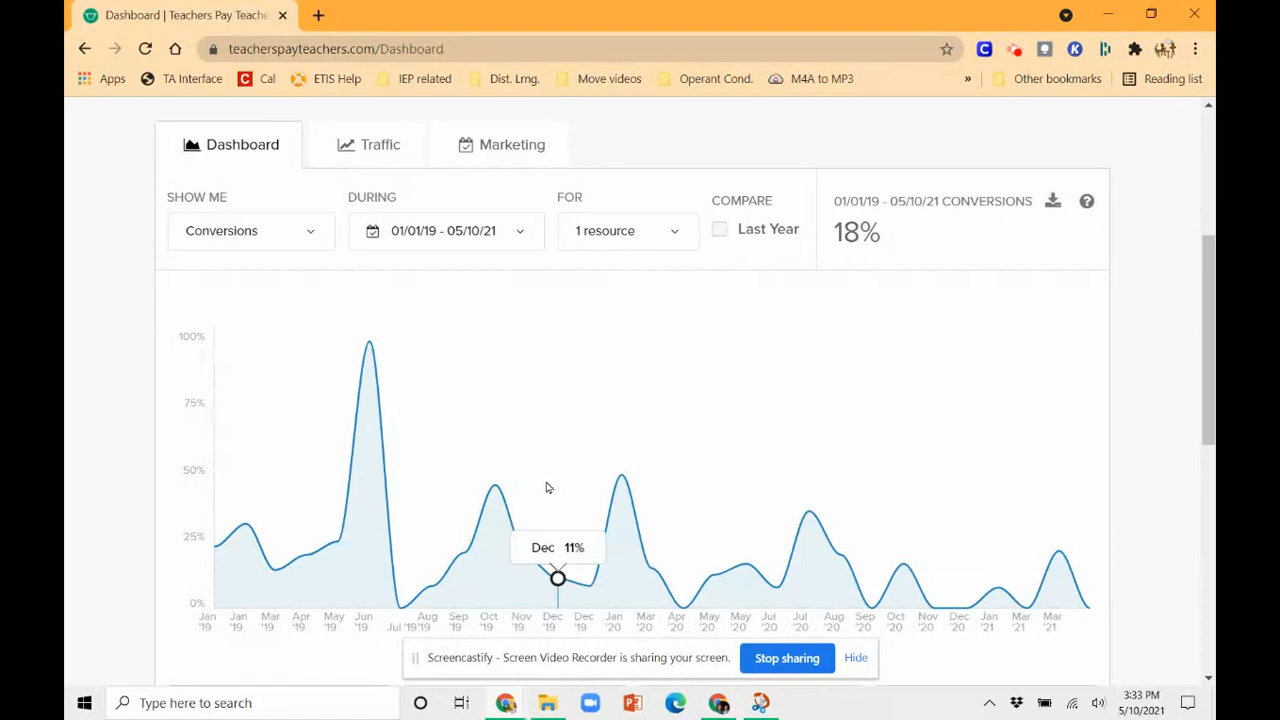 Dashboard | Teachers Pay Teache
teacherspayteachers.com/Dashboard
Apps TA Interface Cal ETIS Help IEP related Dist. Lrng. Move videos Operant Cond. M4A to MP3 » Other bookmarks Reading list
Dashboard Traffic Marketing
SHOW ME DURING FOR COMPARE 01/01/19 - 05/10/21 CONVERSIONS
Conversions 01/01/19 - 05/10/21 1 resource Last Year 18%
100%
75%
50%
25%
Dec 11%
0%
Jan Jan Mar Apr May Jun Aug Sep Oct Nov Dec Dec Jan Mar Apr May May Jul Aug Sep Oct Nov Dec Jan Mar Mar
'19 '19 '19 '19 '19 '19 Jul '19 '19 '19 '19 '19 '19 '19 '20 '20 '20 '20 '20 '20 '20 '20 '20 '20 '20 '21 '21 '21
Screencastify - Screen Video Recorder is sharing your screen. Stop sharing Hide
Type here to search
3:33 PM
5/10/2021